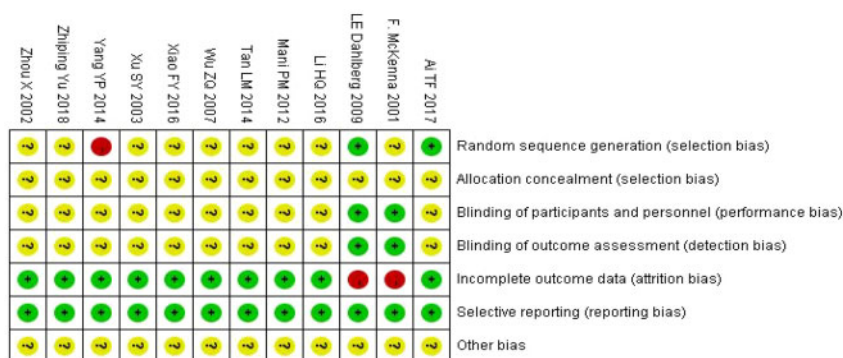 Zhou X 2002
Zhiping Yu 2018
Yang YP 2014
Xu SY 2003
Xiao FY 2016
Wu ZQ 2007
Tan LM 2014
Mani PM 2012
Li HQ 2016
LE Dahlberg 2009
F. McKenna 2001
Ai TF 2017
? ? - ? ? ? ? ? ? + ? + Random sequence generation (selection bias)
? ? ? ? ? ? ? ? ? ? ? ? Allocation concealment (selection bias)
? ? ? ? ? ? ? ? ? + + ? Blinding of participants and personnel (performance bias)
? ? ? ? ? ? ? ? ? + + ? Blinding of outcome assessment (detection bias)
+ + + + + + + + + - - + Incomplete outcome data (attrition bias)
+ + + + + + + + + + + + Selective reporting (reporting bias)
? ? ? ? ? ? ? ? ? ? ? ? Other bias